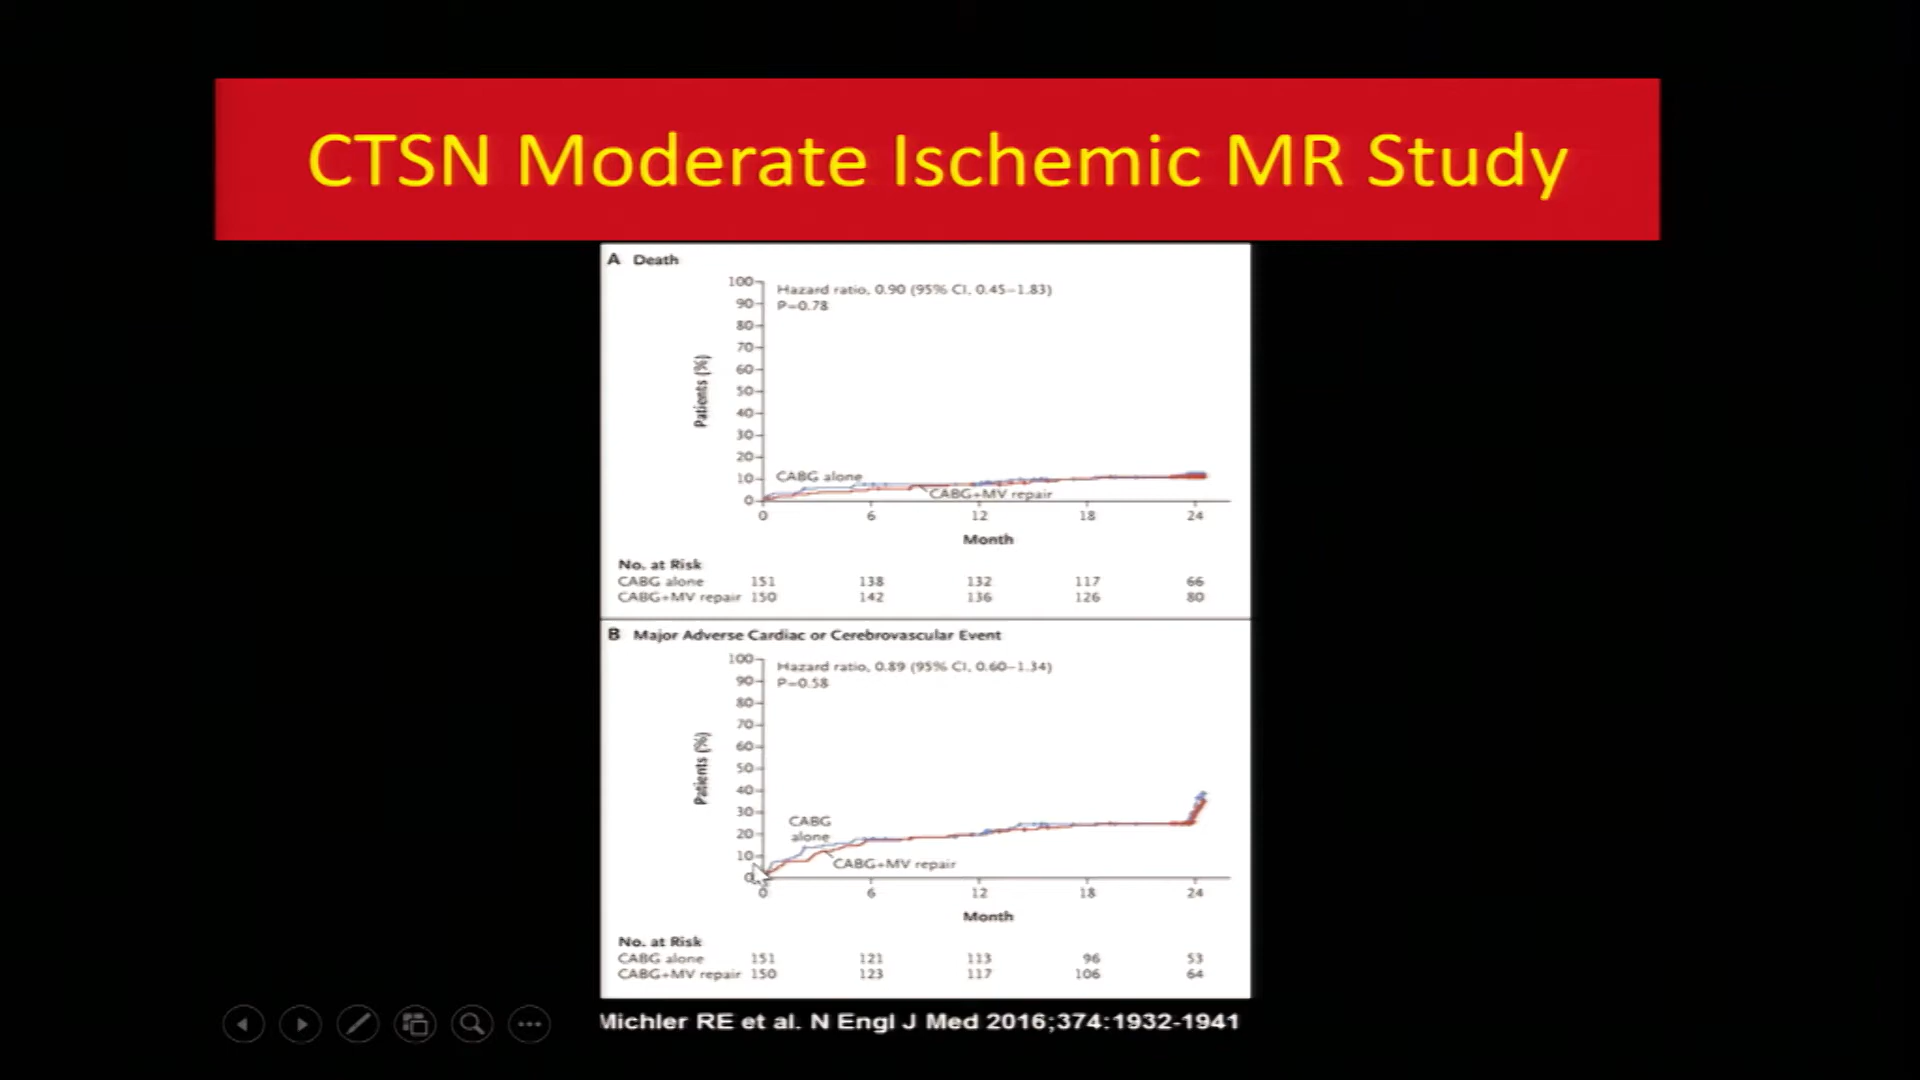 CTSN Moderate Ischemic MR Study
A Death
Hazard ratio, 0.90 (95% CI, 0.45–1.83)
P=0.78
100
90
80
70
60
50
40
30
20
10
0
Patients (%)
CABG alone
CABG+MV repair
0 6 12 18 24
Month
No. at Risk
CABG alone 151 138 132 117 66
CABG+MV repair 150 142 136 126 80
B Major Adverse Cardiac or Cerebrovascular Event
Hazard ratio, 0.89 (95% CI, 0.60–1.34)
P=0.58
100
90
80
70
60
50
40
30
20
10
0
Patients (%)
CABG
alone
CABG+MV repair
0 6 12 18 24
Month
No. at Risk
CABG alone 151 121 113 96 53
CABG+MV repair 150 123 117 106 64
Michler RE et al. N Engl J Med 2016;374:1932-1941